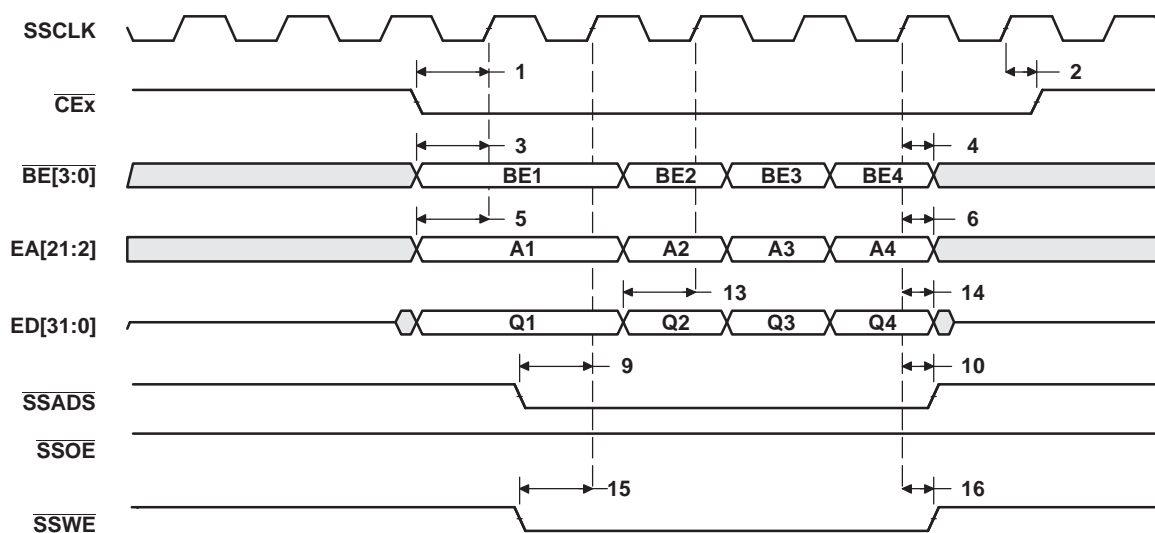 SSCLK
1 2
CEx
3 4
BE[3:0] BE1 BE2 BE3 BE4
5 6
EA[21:2] A1 A2 A3 A4
13 14
ED[31:0] Q1 Q2 Q3 Q4
9 10
SSADS
SSOE
15 16
SSWE